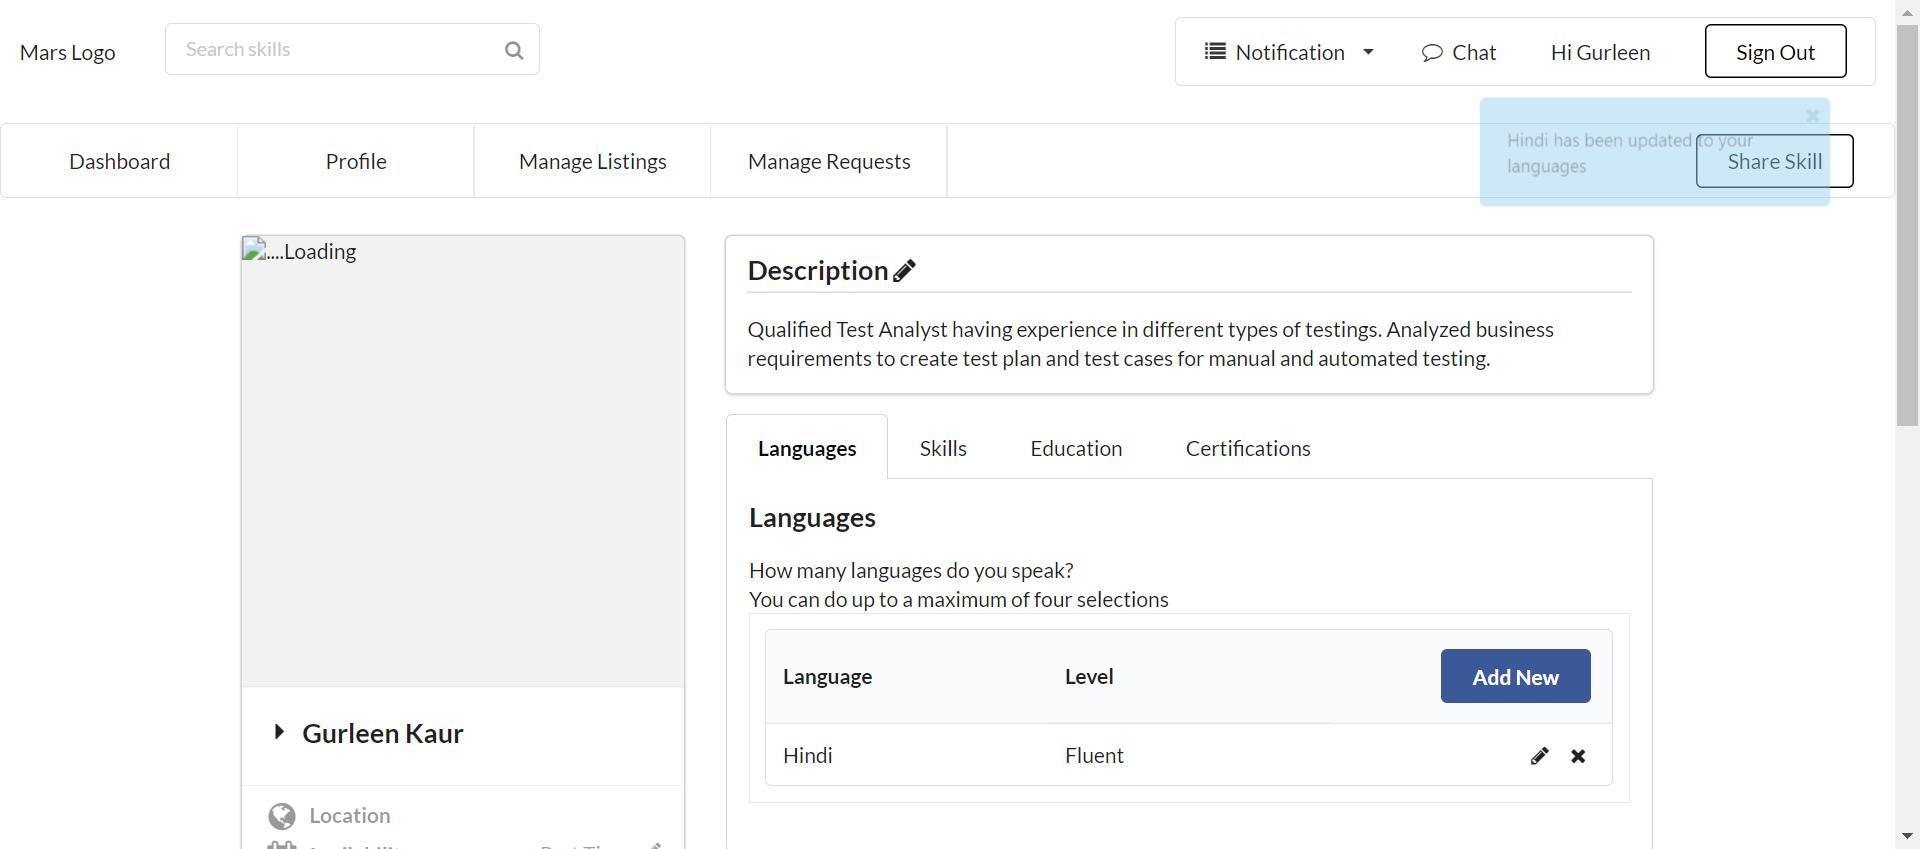 Mars Logo
Search skills
Notification
Chat
Hi Gurleen
Sign Out
Dashboard
Profile
Manage Listings
Manage Requests
Hindi has been updated to your
languages
Share Skill
....Loading
Description
Qualified Test Analyst having experience in different types of testings. Analyzed business
requirements to create test plan and test cases for manual and automated testing.
Languages
Skills
Education
Certifications
Languages
How many languages do you speak?
You can do up to a maximum of four selections
Language
Level
Add New
Hindi
Fluent
Gurleen Kaur
Location